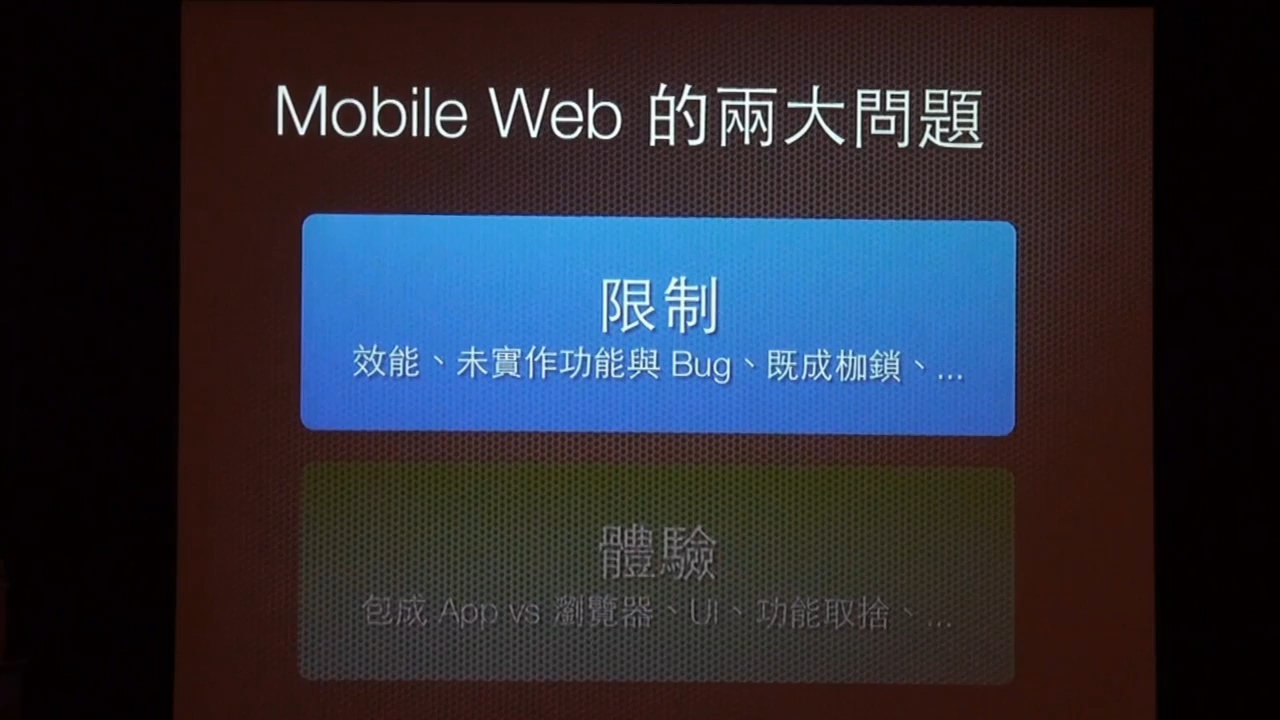 Mobile Web 的兩大問題
限制
效能、未實作功能與 Bug、既成枷鎖、...
體驗
包成 App vs 瀏覽器、UI、功能取捨、...